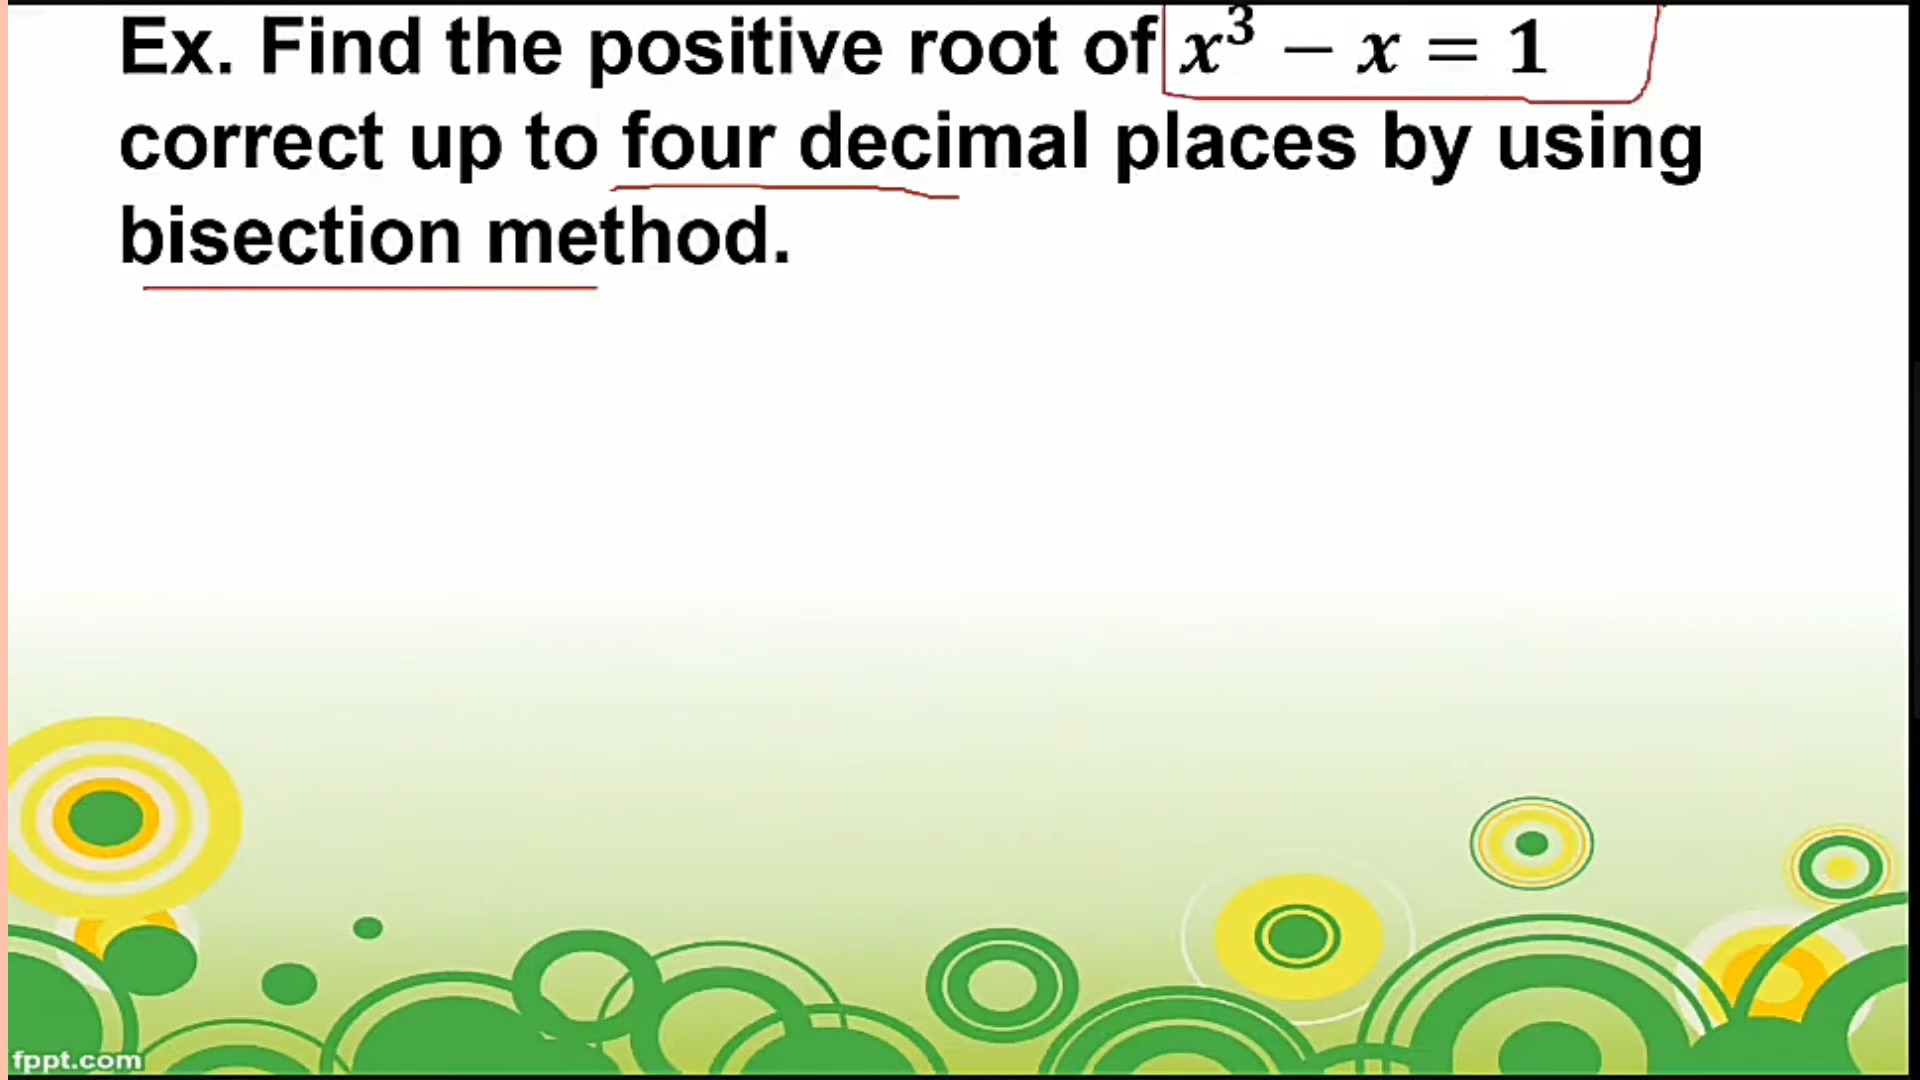 Ex. Find the positive root of x³ − x = 1
correct up to four decimal places by using
bisection method.
fppt.com